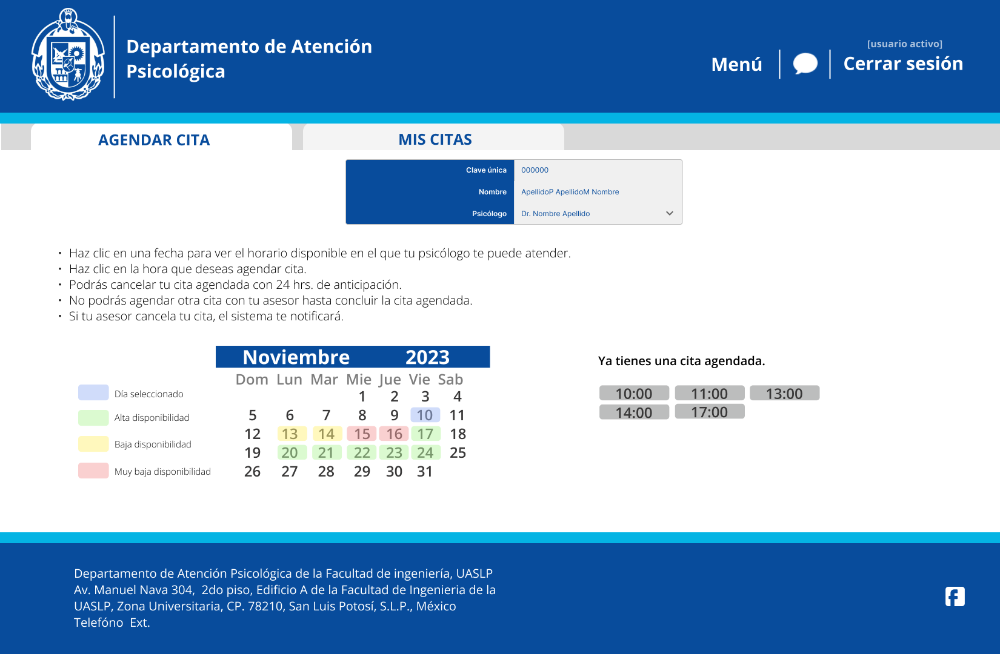 Departamento de Atención
Psicológica
Menú
[usuario activo]
Cerrar sesión
AGENDAR CITA
MIS CITAS
Clave única 000000
Nombre ApellidoP ApellidoM Nombre
Psicólogo Dr. Nombre Apellido
• Haz clic en una fecha para ver el horario disponible en el que tu psicólogo te puede atender.
• Haz clic en la hora que deseas agendar cita.
• Podrás cancelar tu cita agendada con 24 hrs. de anticipación.
• No podrás agendar otra cita con tu asesor hasta concluir la cita agendada.
• Si tu asesor cancela tu cita, el sistema te notificará.
Día seleccionado
Alta disponibilidad
Baja disponibilidad
Muy baja disponibilidad
Noviembre 2023
Dom Lun Mar Mie Jue Vie Sab
1 2 3 4
5 6 7 8 9 10 11
12 13 14 15 16 17 18
19 20 21 22 23 24 25
26 27 28 29 30 31
Ya tienes una cita agendada.
10:00 11:00 13:00
14:00 17:00
Departamento de Atención Psicológica de la Facultad de ingeniería, UASLP
Av. Manuel Nava 304, 2do piso, Edificio A de la Facultad de Ingenieria de la
UASLP, Zona Universitaria, CP. 78210, San Luis Potosí, S.L.P., México
Telefóno Ext.